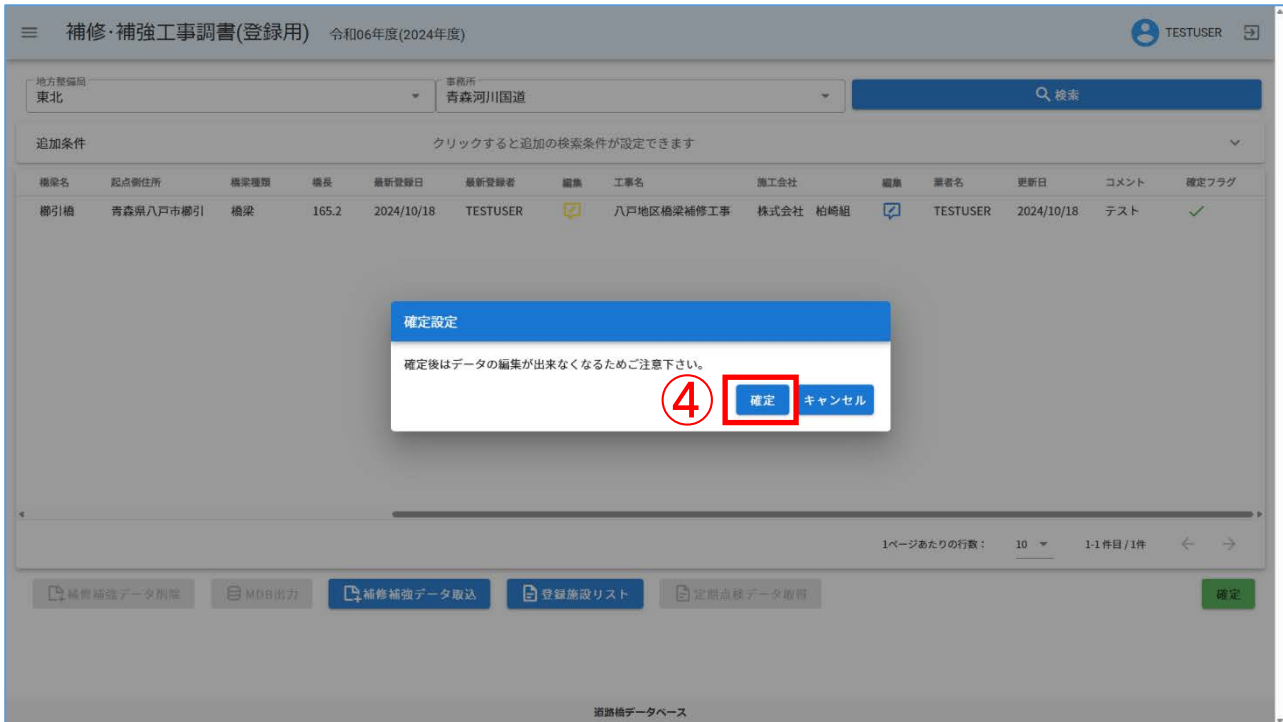 補修・補強工事調書(登録用) 令和06年度(2024年度) TESTUSER
地方整備局 事務所
東北 青森河川国道 検索
追加条件 クリックすると追加の検索条件が設定できます
橋梁名 起点側住所 橋梁種類 橋長 最新登録日 最新登録者 編集 工事名 施工会社 編集 業者名 更新日 コメント 確定フラグ
櫛引橋 青森県八戸市櫛引 橋梁 165.2 2024/10/18 TESTUSER 八戸地区橋梁補修工事 株式会社 柏崎組 TESTUSER 2024/10/18 テスト
確定設定
確定後はデータの編集が出来なくなるためご注意下さい。
④ 確定 キャンセル
1ページあたりの行数： 10 1-1 件目 / 1件
補修補強データ削除 MDB出力 補修補強データ取込 登録施設リスト 定期点検データ取得 確定
道路橋データベース